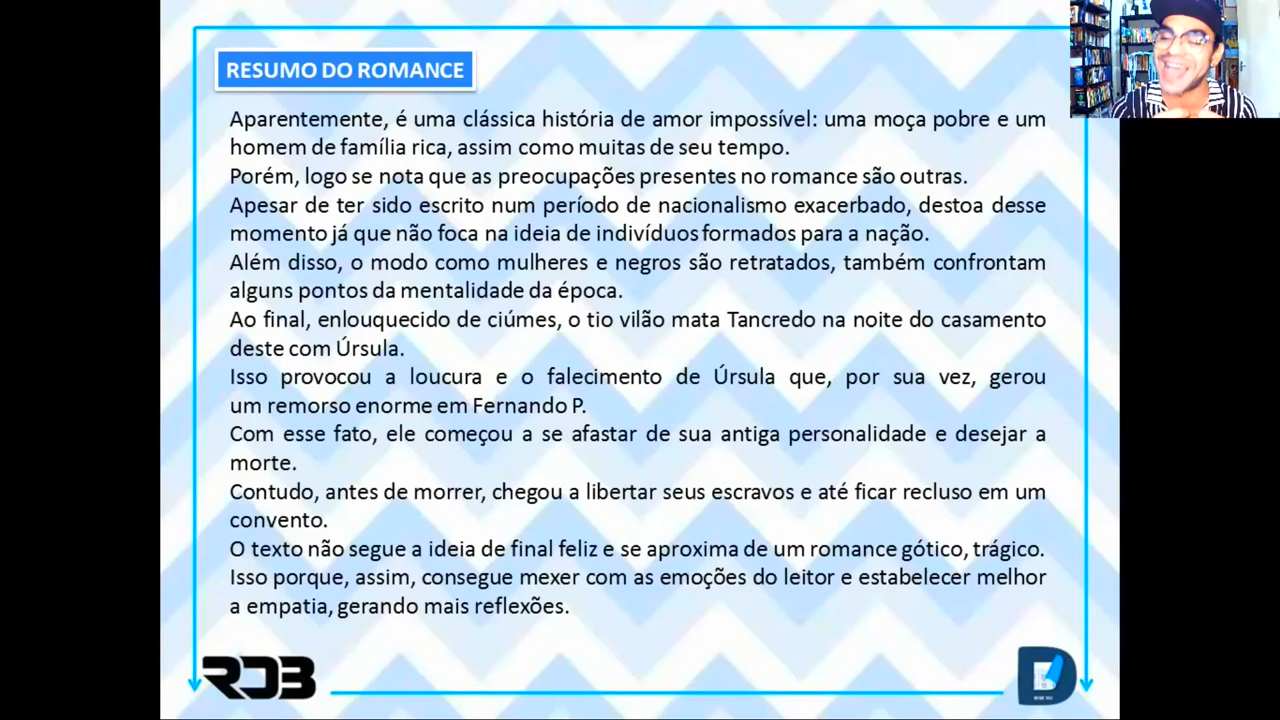 RESUMO DO ROMANCE
Aparentemente, é uma clássica história de amor impossível: uma moça pobre e um
homem de família rica, assim como muitas de seu tempo.
Porém, logo se nota que as preocupações presentes no romance são outras.
Apesar de ter sido escrito num período de nacionalismo exacerbado, destoa desse
momento já que não foca na ideia de indivíduos formados para a nação.
Além disso, o modo como mulheres e negros são retratados, também confrontam
alguns pontos da mentalidade da época.
Ao final, enlouquecido de ciúmes, o tio vilão mata Tancredo na noite do casamento
deste com Úrsula.
Isso provocou a loucura e o falecimento de Úrsula que, por sua vez, gerou
um remorso enorme em Fernando P.
Com esse fato, ele começou a se afastar de sua antiga personalidade e desejar a
morte.
Contudo, antes de morrer, chegou a libertar seus escravos e até ficar recluso em um
convento.
O texto não segue a ideia de final feliz e se aproxima de um romance gótico, trágico.
Isso porque, assim, consegue mexer com as emoções do leitor e estabelecer melhor
a empatia, gerando mais reflexões.
RDB
D